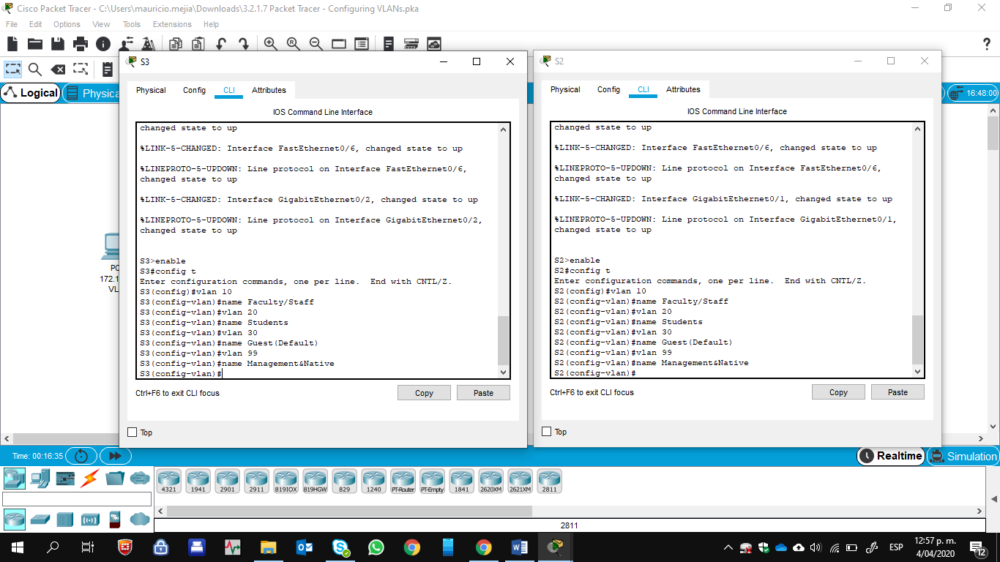 Cisco Packet Tracer - C:\Users\mauricio.mejia\Downloads\3.2.1.7 Packet Tracer - Configuring VLANs.pka
File Edit Options View Tools Extensions Help
Logical
Physica
16:48:00
PC
172.1
VL
S3
Physical Config CLI Attributes
IOS Command Line Interface
changed state to up
%LINK-5-CHANGED: Interface FastEthernet0/6, changed state to up
%LINEPROTO-5-UPDOWN: Line protocol on Interface FastEthernet0/6,
changed state to up
%LINK-5-CHANGED: Interface GigabitEthernet0/2, changed state to up
%LINEPROTO-5-UPDOWN: Line protocol on Interface GigabitEthernet0/2,
changed state to up
S3>enable
S3#config t
Enter configuration commands, one per line.  End with CNTL/Z.
S3(config)#vlan 10
S3(config-vlan)#name Faculty/Staff
S3(config-vlan)#vlan 20
S3(config-vlan)#name Students
S3(config-vlan)#vlan 30
S3(config-vlan)#name Guest(Default)
S3(config-vlan)#vlan 99
S3(config-vlan)#name Management&Native
S3(config-vlan)#
Ctrl+F6 to exit CLI focus
Copy Paste
Top
S2
Physical Config CLI Attributes
IOS Command Line Interface
changed state to up
%LINK-5-CHANGED: Interface FastEthernet0/6, changed state to up
%LINEPROTO-5-UPDOWN: Line protocol on Interface FastEthernet0/6,
changed state to up
%LINK-5-CHANGED: Interface GigabitEthernet0/1, changed state to up
%LINEPROTO-5-UPDOWN: Line protocol on Interface GigabitEthernet0/1,
changed state to up
S2>enable
S2#config t
Enter configuration commands, one per line.  End with CNTL/Z.
S2(config)#vlan 10
S2(config-vlan)#name Faculty/Staff
S2(config-vlan)#vlan 20
S2(config-vlan)#name Students
S2(config-vlan)#vlan 30
S2(config-vlan)#name Guest(Default)
S2(config-vlan)#vlan 99
S2(config-vlan)#name Management&Native
S2(config-vlan)#
Ctrl+F6 to exit CLI focus
Copy Paste
Top
Time: 00:16:35
Realtime
Simulation
4321 1941 2901 2911 819IOX 819HGW 829 1240 PT-Router PT-Empty 1841 2620XM 2621XM 2811
2811
ESP
12:57 p. m.
4/04/2020
12